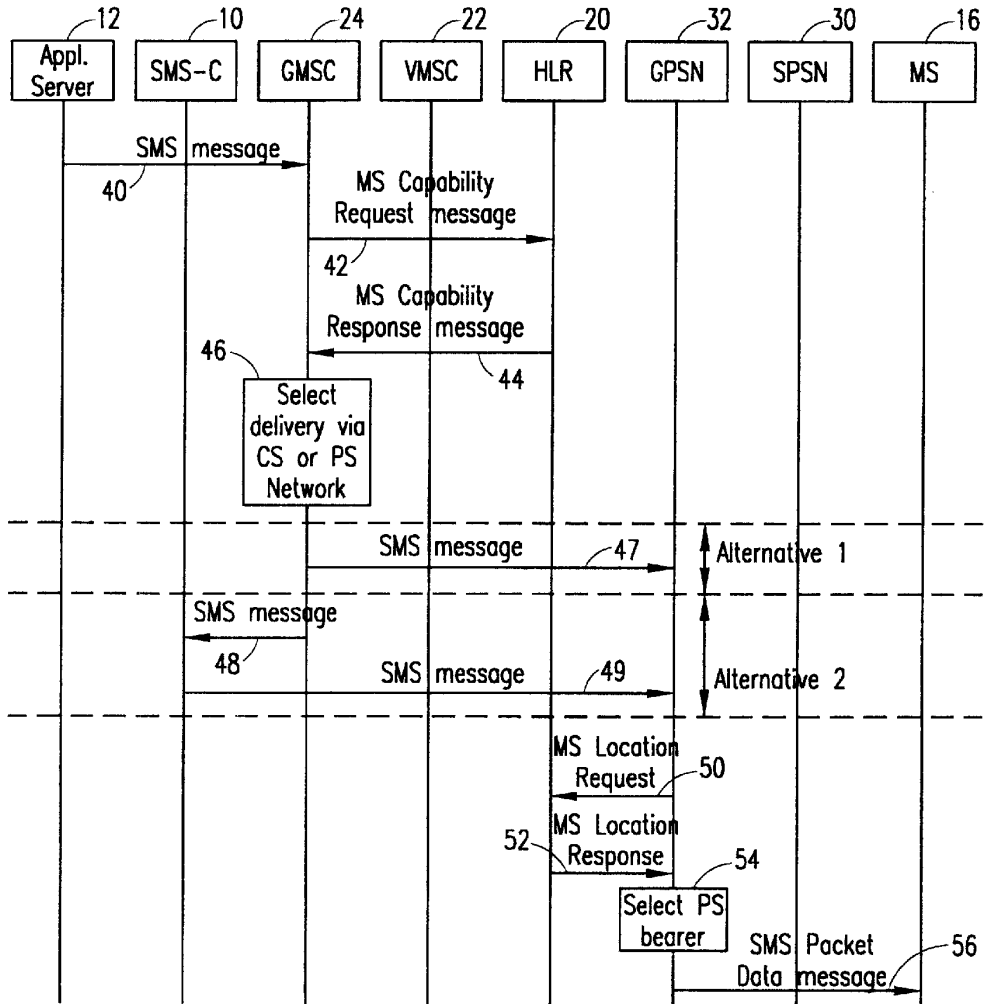 12
10
24
22
20
32
30
16
Appl.
Server
SMS-C
GMSC
VMSC
HLR
GPSN
SPSN
MS
SMS message
40
MS Capability
Request message
42
MS Capability
Response message
44
46
Select
delivery via
CS or PS
Network
SMS message
47
Alternative 1
SMS message
48
SMS message
49
Alternative 2
MS Location
Request
50
MS Location
Response
52
54
Select PS
bearer
SMS Packet
Data message
56